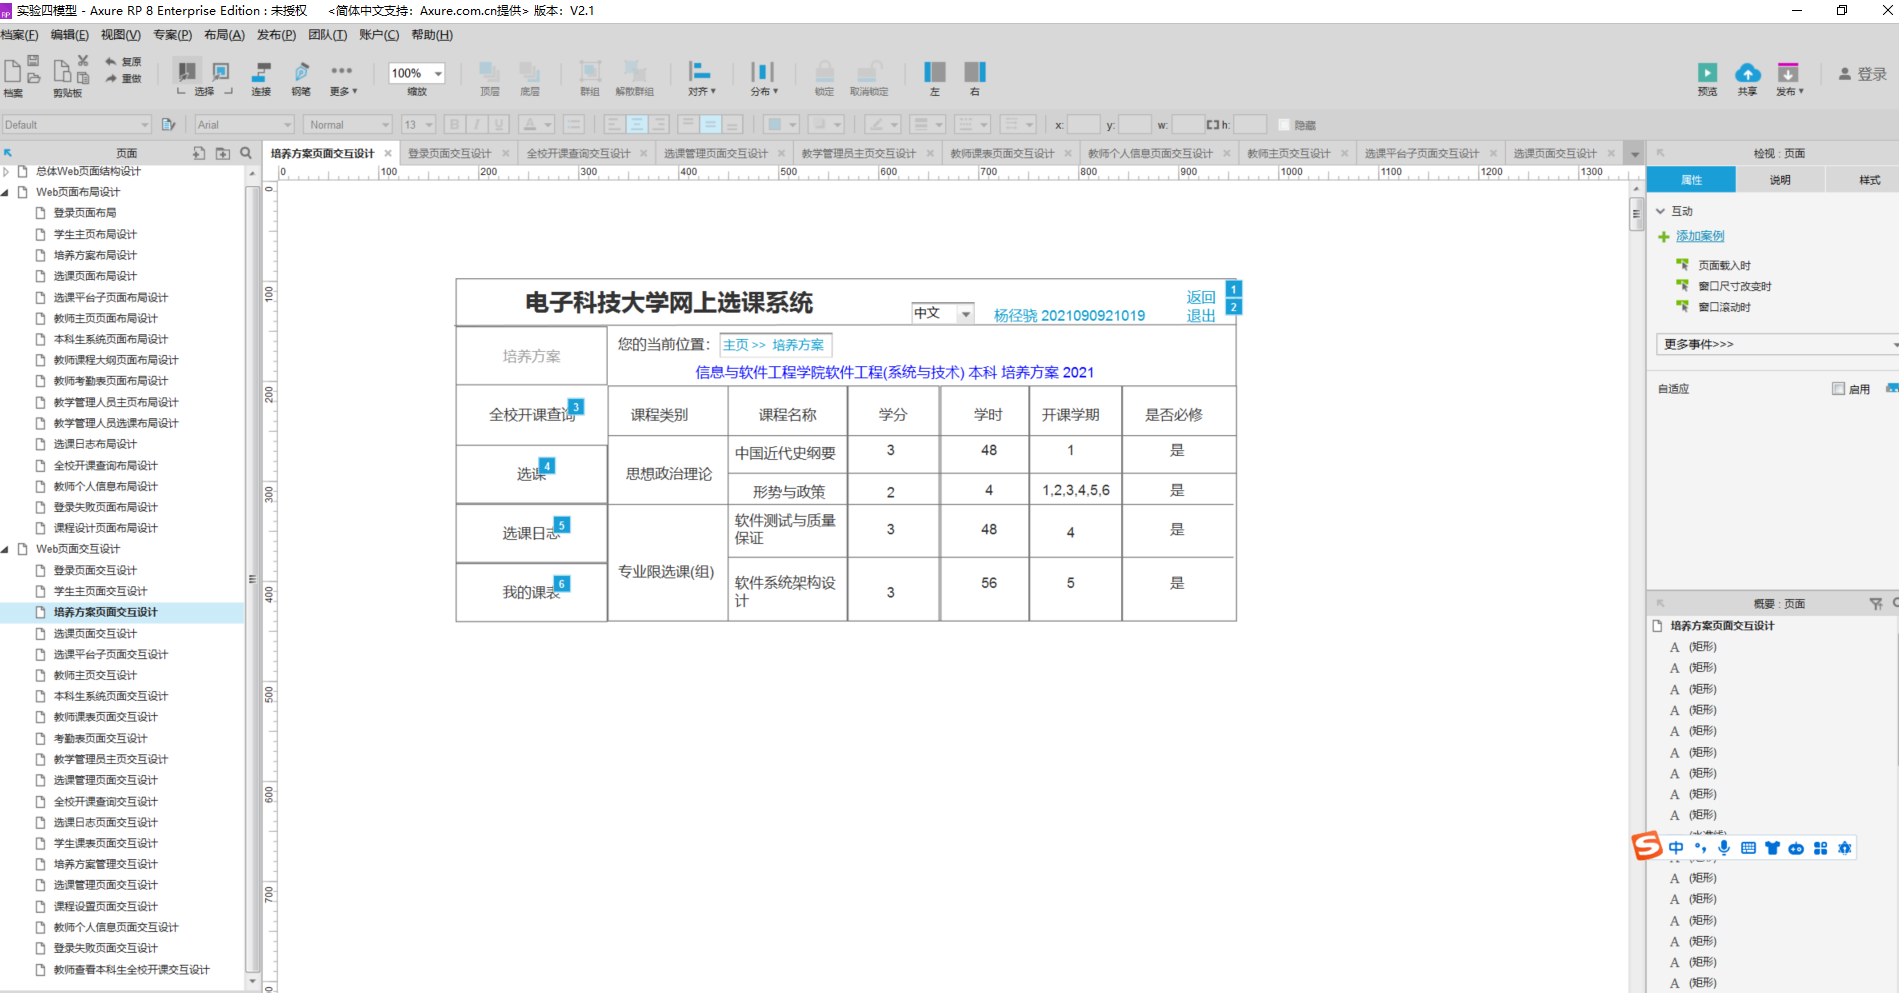 实验四模型 - Axure RP 8 Enterprise Edition : 未授权 <简体中文支持：Axure.com.cn提供> 版本：V2.1
档案(F) 编辑(E) 视图(V) 专案(P) 布局(A) 发布(P) 团队(T) 账户(C) 帮助(H)
复原
重做
档案 剪贴板 选择 连接 钢笔 更多▼ 100% 缩放 顶层 底层 群组 解散群组 对齐▼ 分布▼ 锁定 取消锁定 左 右 预览 共享 发布▼ 登录
Default Arial Normal 13 B I U A x: y: w: h: 隐藏
页面
培养方案页面交互设计 登录页面交互设计 全校开课查询交互设计 选课管理页面交互设计 教学管理员主页交互设计 教师课表页面交互设计 教师个人信息页面交互设计 教师主页交互设计 选课平台子页面交互设计 选课页面交互设计
0 100 200 300 400 500 600 700 800 900 1000 1100 1200 1300
0
100
200
300
400
500
600
700
总体Web页面结构设计
Web页面布局设计
登录页面布局
学生主页布局设计
培养方案布局设计
选课页面布局设计
选课平台子页面布局设计
教师主页页面布局设计
本科生系统页面布局设计
教师课程大纲页面布局设计
教师考勤表页面布局设计
教学管理人员主页布局设计
教学管理人员选课布局设计
选课日志布局设计
全校开课查询布局设计
教师个人信息布局设计
登录失败页面布局设计
课程设计页面布局设计
Web页面交互设计
登录页面交互设计
学生主页页面交互设计
培养方案页面交互设计
选课页面交互设计
选课平台子页面交互设计
教师主页交互设计
本科生系统页面交互设计
教师课表页面交互设计
考勤表页面交互设计
教学管理员主页交互设计
选课管理页面交互设计
全校开课查询交互设计
选课日志页面交互设计
学生课表页面交互设计
培养方案管理交互设计
选课管理页面交互设计
课程设置页面交互设计
教师个人信息页面交互设计
登录失败页面交互设计
教师查看本科生全校开课交互设计
电子科技大学网上选课系统
中文
杨径骁 2021090921019
返回 1
退出 2
培养方案
您的当前位置： 主页 >> 培养方案
信息与软件工程学院软件工程(系统与技术) 本科 培养方案 2021
全校开课查询 3
选课 4
选课日志 5
我的课表 6
课程类别 课程名称 学分 学时 开课学期 是否必修
思想政治理论 中国近代史纲要 3 48 1 是
形势与政策 2 4 1,2,3,4,5,6 是
专业限选课(组) 软件测试与质量
保证 3 48 4 是
软件系统架构设
计 3 56 5 是
检视 : 页面
属性 说明 样式
互动
添加案例
页面载入时
窗口尺寸改变时
窗口滚动时
更多事件>>>
自适应 启用
概要 : 页面
培养方案页面交互设计
A (矩形)
A (矩形)
A (矩形)
A (矩形)
A (矩形)
A (矩形)
A (矩形)
A (矩形)
A (矩形)
S 中
A (矩形)
A (矩形)
A (矩形)
A (矩形)
A (矩形)
A (矩形)